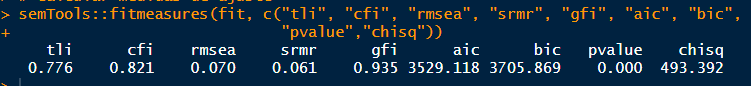 > semTools::fitmeasures(fit, c("tli", "cfi", "rmsea", "srmr", "gfi", "aic", "bic",
+ "pvalue","chisq"))
tli cfi rmsea srmr gfi aic bic pvalue chisq
0.776 0.821 0.070 0.061 0.935 3529.118 3705.869 0.000 493.392
>